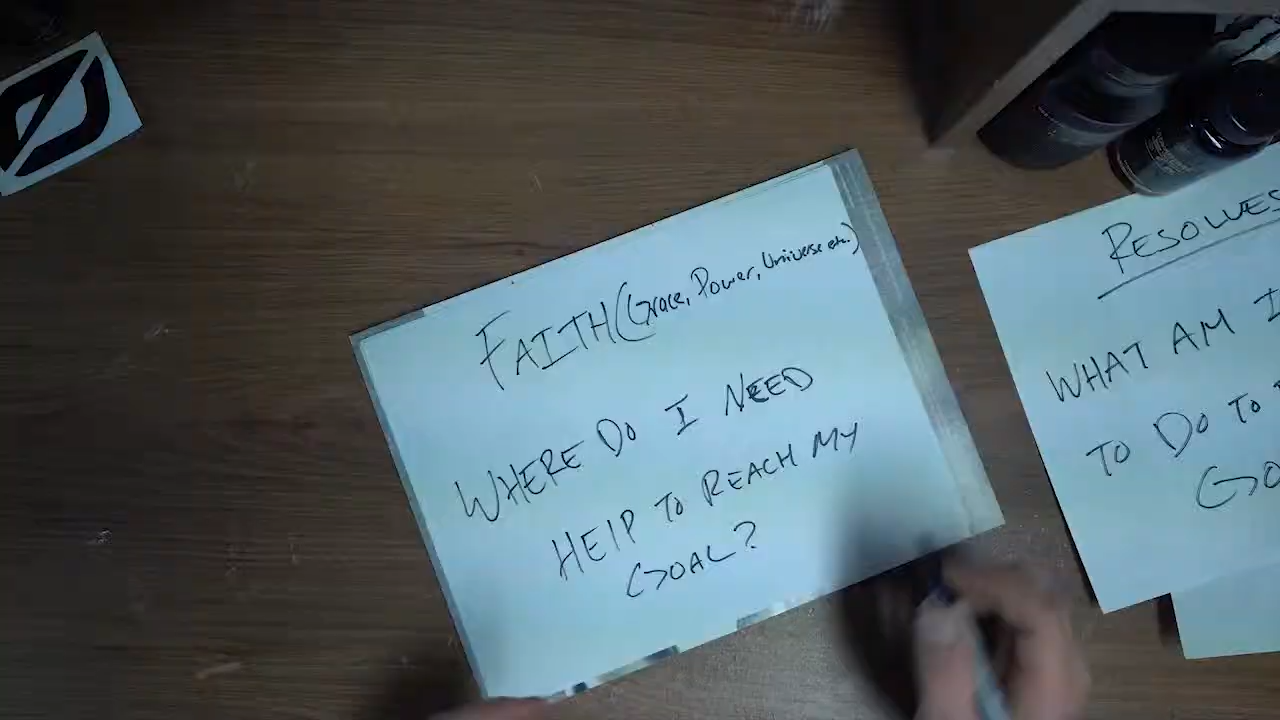 FAITH (Grace, Power, Universe etc.)
WHERE DO I NEED
HELP TO REACH MY
GOAL?
RESOLVES
WHAT AM I
TO DO TO
GO